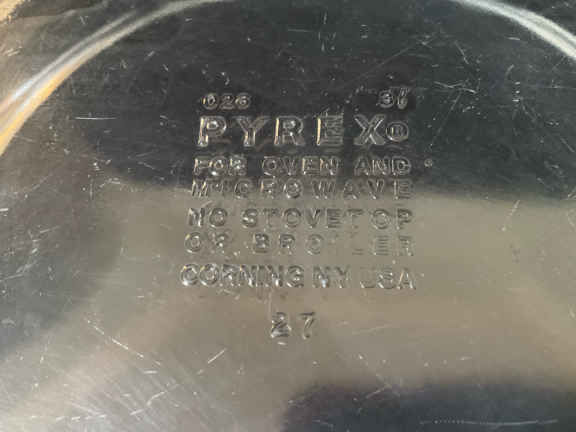 026 37
PYREX®
FOR OVEN AND
MICROWAVE
NO STOVETOP
OR BROILER
CORNING NY USA
27